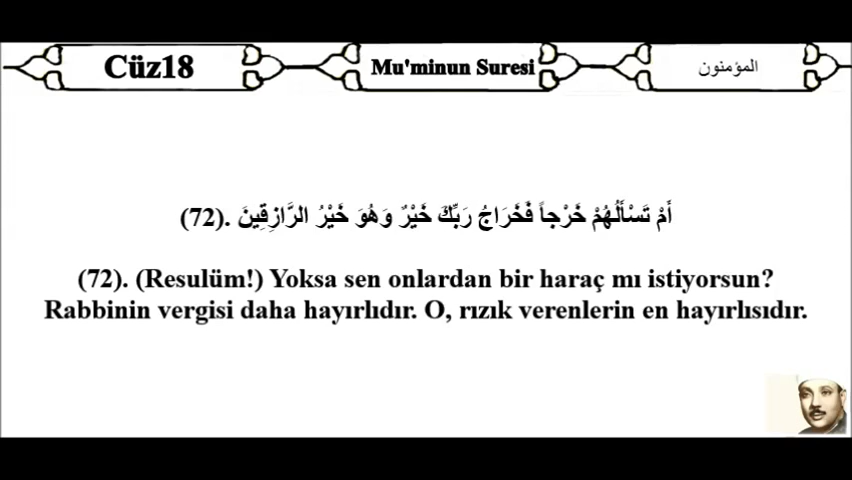 Cüz18
Mu'minun Suresi
المؤمنون
أَمْ تَسْأَلُهُمْ خَرْجاً فَخَرَاجُ رَبِّكَ خَيْرٌ وَهُوَ خَيْرُ الرَّازِقِينَ .(72)
(72). (Resulüm!) Yoksa sen onlardan bir haraç mı istiyorsun?
Rabbinin vergisi daha hayırlıdır. O, rızık verenlerin en hayırlısıdır.